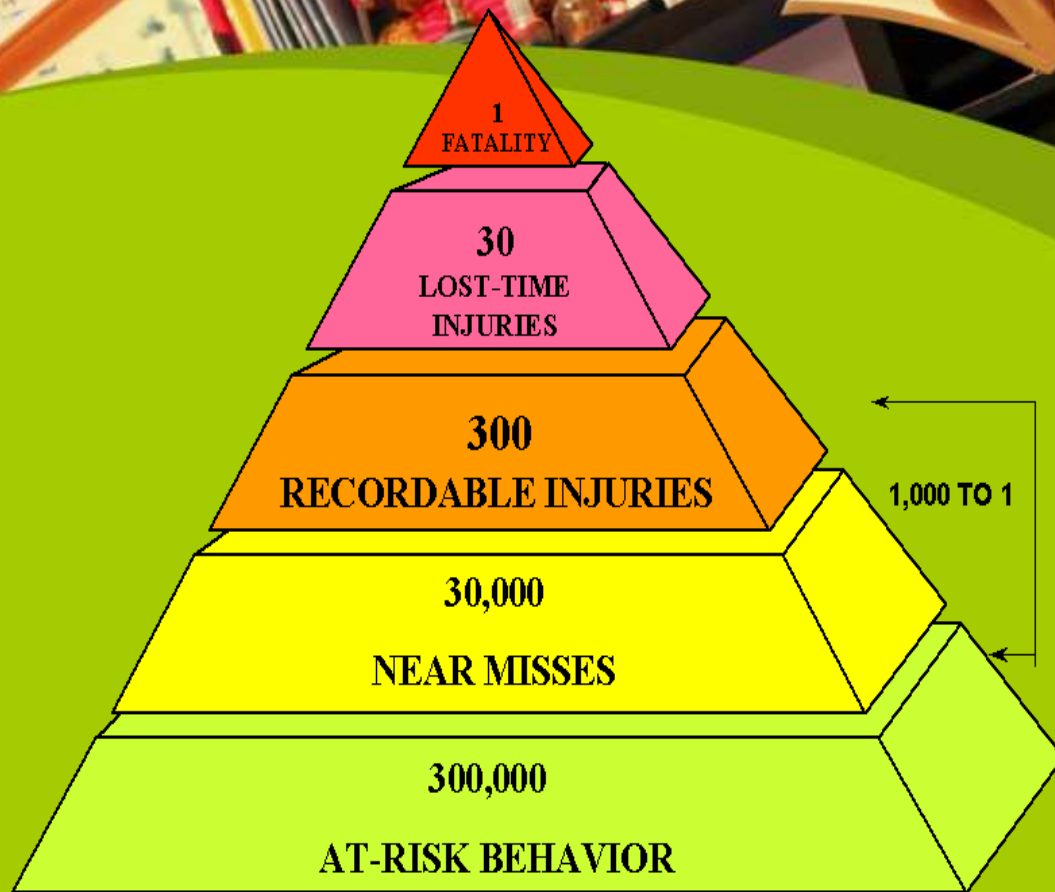 1
FATALITY
30
LOST-TIME
INJURIES
300
RECORDABLE INJURIES
1,000 TO 1
30,000
NEAR MISSES
300,000
AT-RISK BEHAVIOR